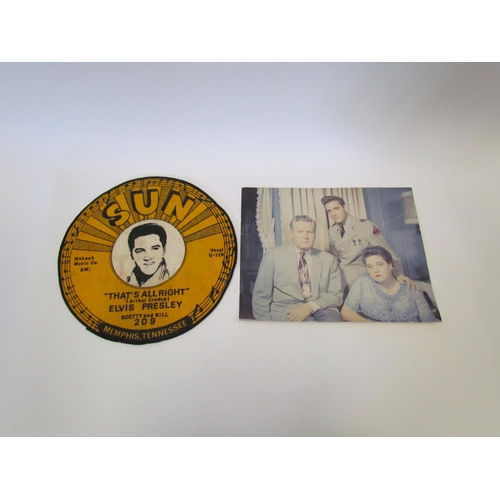 SUN
Wabash
Music Co.
BMI
Vocal
U-128
"THAT'S ALL RIGHT"
(Arthur Crudup)
ELVIS PRESLEY
SCOTTY and BILL
209
MEMPHIS, TENNESSEE